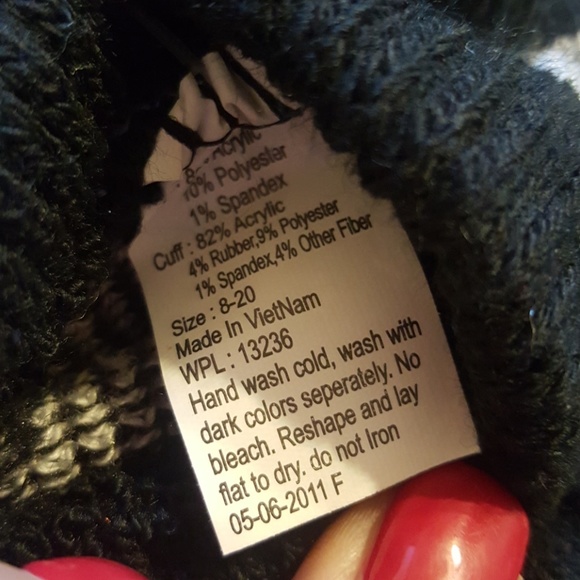 Acrylic
10% Polyester
1% Spandex
Cuff : 82% Acrylic
4% Rubber,9% Polyester
1% Spandex,4% Other Fiber
Size : 8-20
Made In VietNam
WPL : 13236
Hand wash cold, wash with
dark colors seperately. No
bleach. Reshape and lay
flat to dry. do not Iron
05-06-2011 F